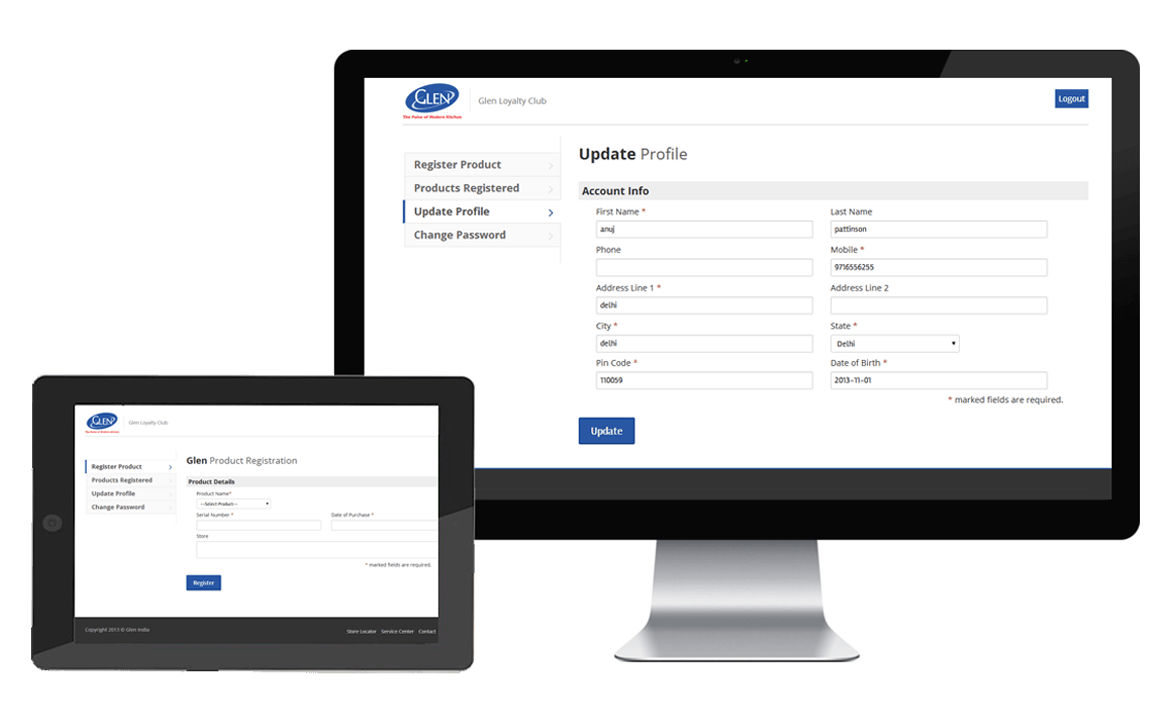 GLEN
The Pulse of Modern Kitchen
Glen Loyalty Club
Logout
Register Product
Products Registered
Update Profile
Change Password
Update Profile
Account Info
First Name *
Last Name
anuj
pattinson
Phone
Mobile *
9716556255
Address Line 1 *
Address Line 2
delhi
City *
State *
delhi
Delhi
Pin Code *
Date of Birth *
110059
2013-11-01
* marked fields are required.
Update
GLEN
The Pulse of Modern Kitchen
Glen Loyalty Club
Register Product
Products Registered
Update Profile
Change Password
Glen Product Registration
Product Details
Product Name*
---Select Product---
Serial Number *
Date of Purchase *
Store
* marked fields are required.
Register
Copyright 2013 © Glen India
Store Locator Service Center Contact